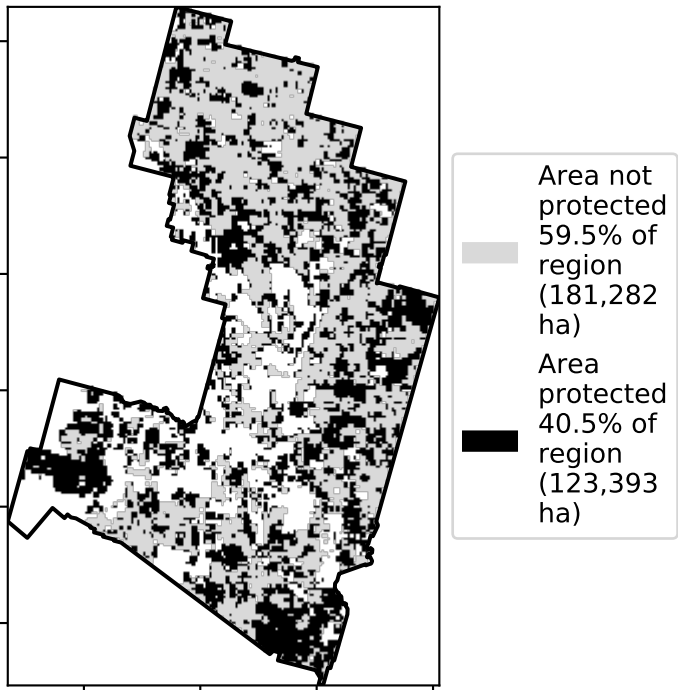 Area not
protected
59.5% of
region
(181,282
ha)
Area
protected
40.5% of
region
(123,393
ha)